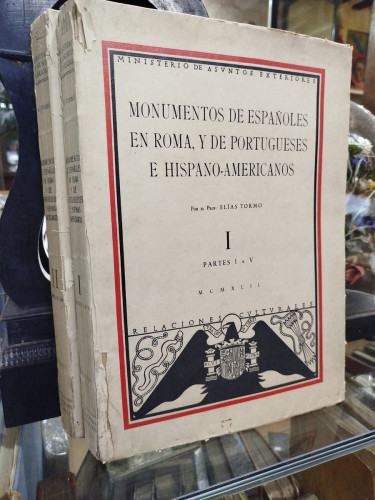 MINISTERIO DE ASUNTOS EXTERIORES
MONUMENTOS DE ESPAÑOLES
EN ROMA, Y DE PORTUGUESES
E HISPANO-AMERICANOS
POR EL PROF. ELÍAS TORMO
I
PARTES I A V
MCMXLII
RELACIONES CULTURALES
I
II